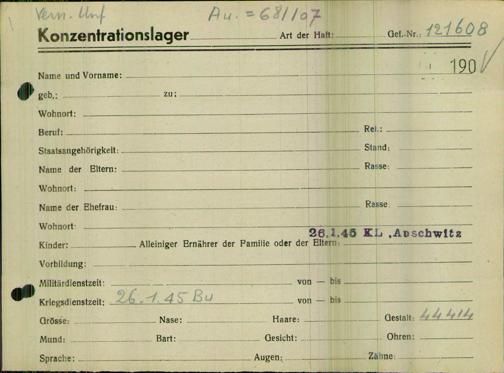 Vern. Unf Au. = 681107
Konzentrationslager Art der Haft: Gef.-Nr.: 121608
190
Name und Vorname:
geb.: zu:
Wohnort:
Beruf: Rel.:
Staatsangehörigkeit: Stand:
Name der Eltern: Rasse:
Wohnort:
Name der Ehefrau: Rasse
Wohnort:
26.1.45 KL.Auschwitz
Kinder: Alleiniger Ernährer der Familie oder der Eltern:
Vorbildung:
Militärdienstzeit: von — bis
Kriegsdienstzeit: 26.1.45 Bu von — bis
Grösse: Nase: Haare: Gestalt: 44414
Mund: Bart: Gesicht: Ohren:
Sprache: Augen: Zähne: